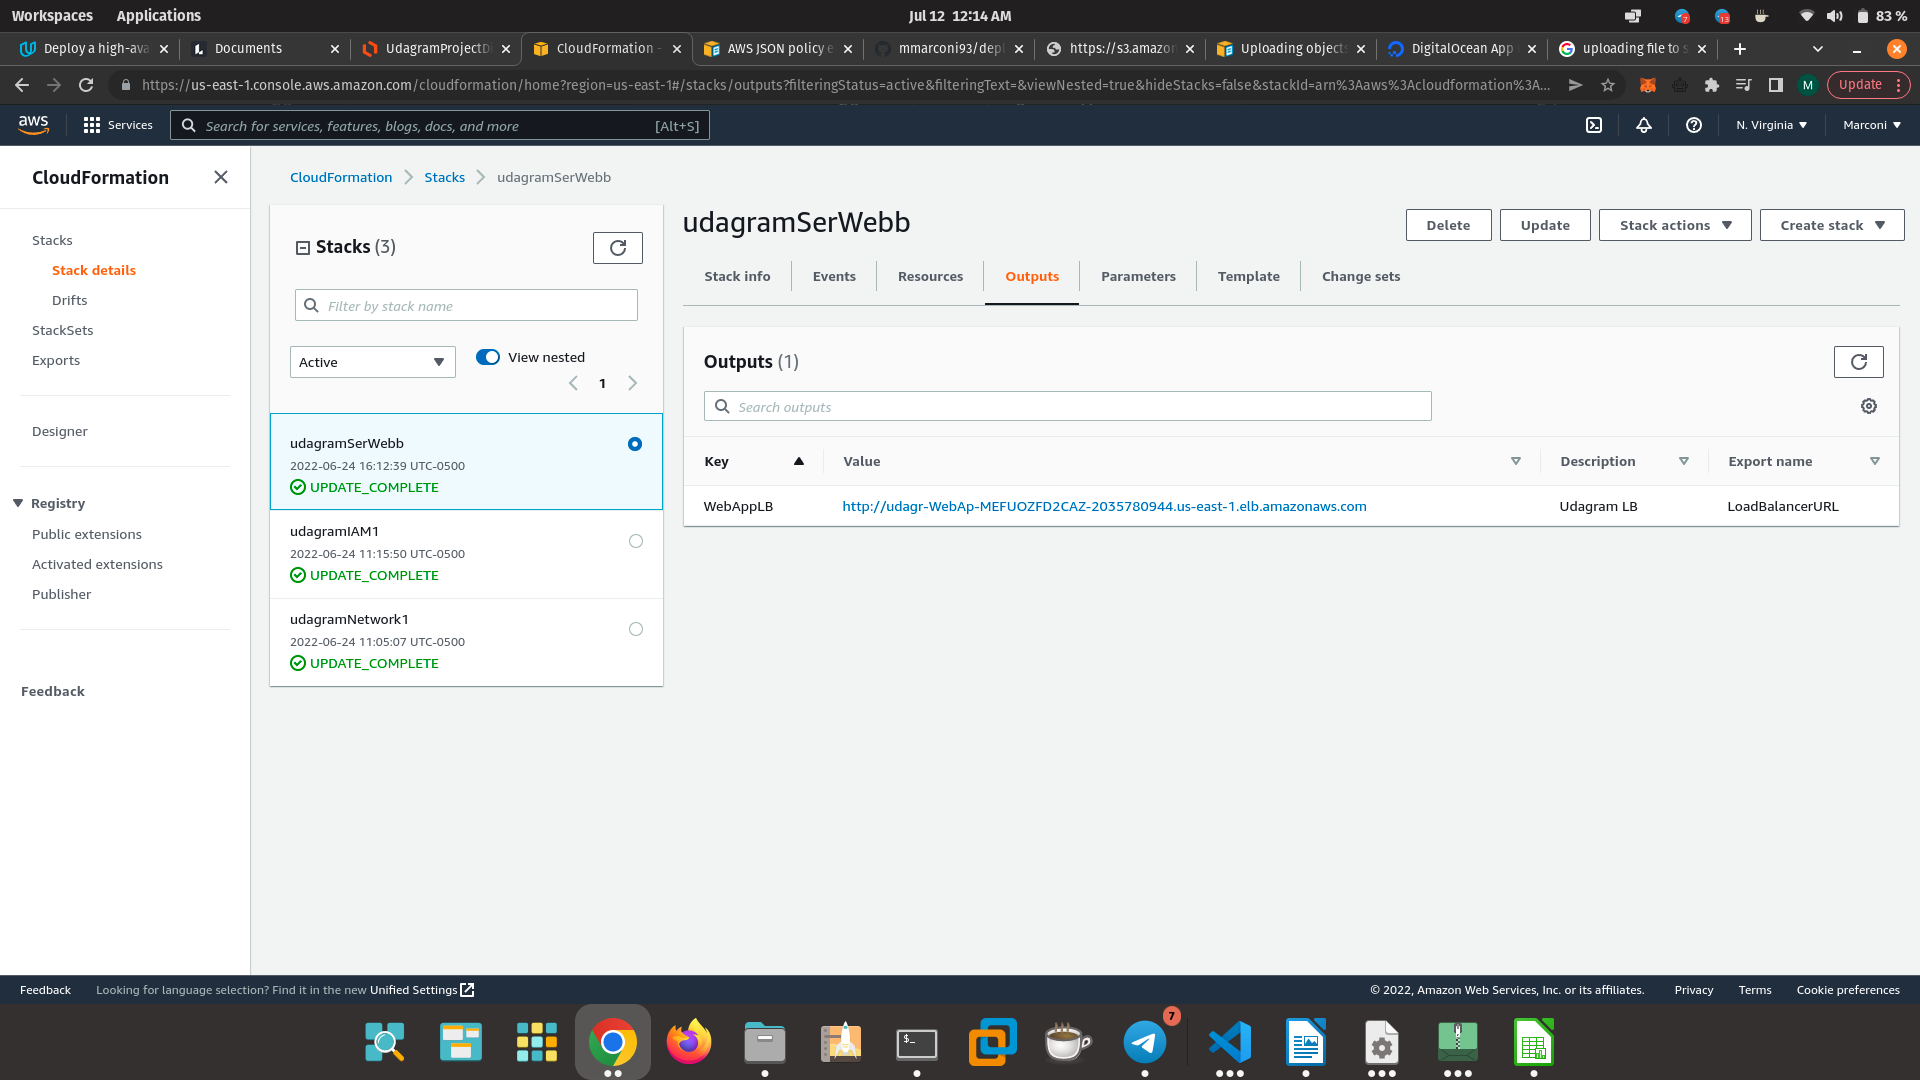 Workspaces Applications Jul 12 12:14 AM 83 %
Deploy a high-ava Documents UdagramProjectDi CloudFormation - AWS JSON policy e mmarconi93/depl https://s3.amazon Uploading objects DigitalOcean App uploading file to s
https://us-east-1.console.aws.amazon.com/cloudformation/home?region=us-east-1#/stacks/outputs?filteringStatus=active&filteringText=&viewNested=true&hideStacks=false&stackId=arn%3Aaws%3Acloudformation%3A... M Update
aws Services Search for services, features, blogs, docs, and more [Alt+S] N. Virginia Marconi
CloudFormation
Stacks
Stack details
Drifts
StackSets
Exports
Designer
Registry
Public extensions
Activated extensions
Publisher
Feedback
CloudFormation Stacks udagramSerWebb
Stacks (3)
Filter by stack name
Active View nested
1
udagramSerWebb
2022-06-24 16:12:39 UTC-0500
UPDATE_COMPLETE
udagramIAM1
2022-06-24 11:15:50 UTC-0500
UPDATE_COMPLETE
udagramNetwork1
2022-06-24 11:05:07 UTC-0500
UPDATE_COMPLETE
udagramSerWebb Delete Update Stack actions Create stack
Stack info Events Resources Outputs Parameters Template Change sets
Outputs (1)
Search outputs
Key Value Description Export name
WebAppLB http://udagr-WebAp-MEFUOZFD2CAZ-2035780944.us-east-1.elb.amazonaws.com Udagram LB LoadBalancerURL
Feedback Looking for language selection? Find it in the new Unified Settings © 2022, Amazon Web Services, Inc. or its affiliates. Privacy Terms Cookie preferences
$_ 7